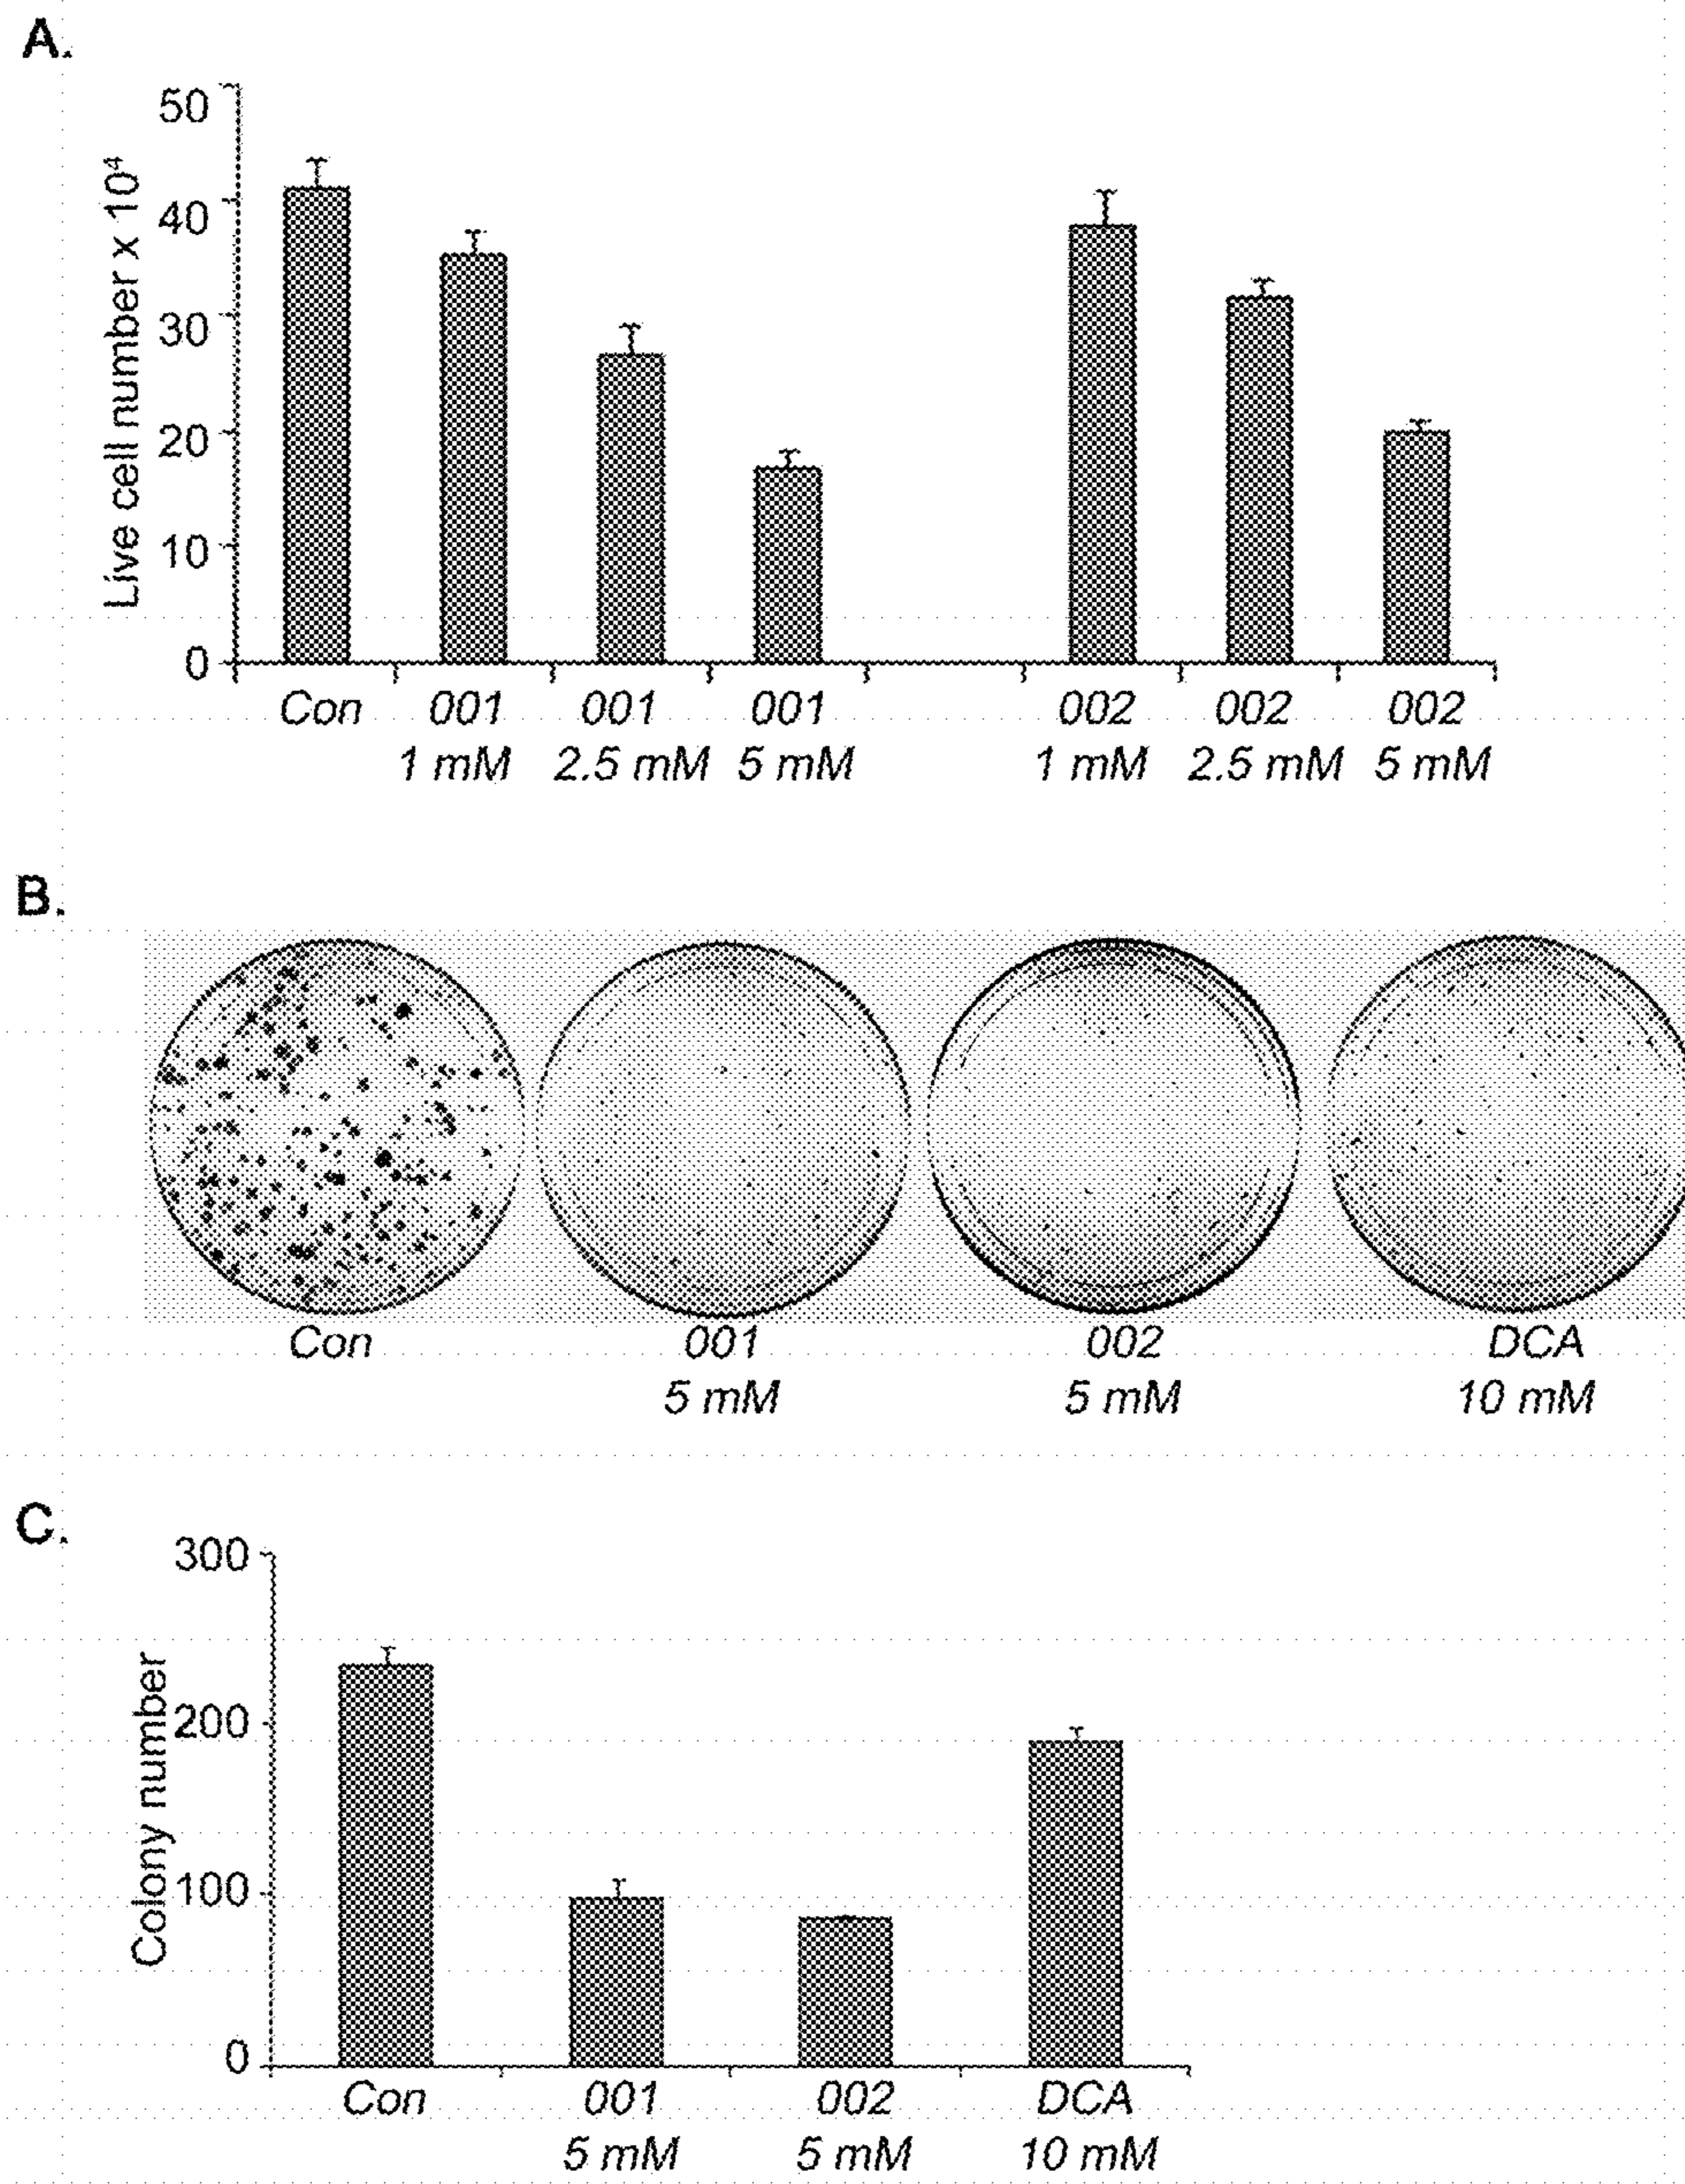 A.
Live cell number x 10⁴
50
40
30
20
10
0
Con 001 001 001 002 002 002
1 mM 2.5 mM 5 mM 1 mM 2.5 mM 5 mM
B.
Con 001 002 DCA
5 mM 5 mM 10 mM
C.
Colony number
300
200
100
0
Con 001 002 DCA
5 mM 5 mM 10 mM